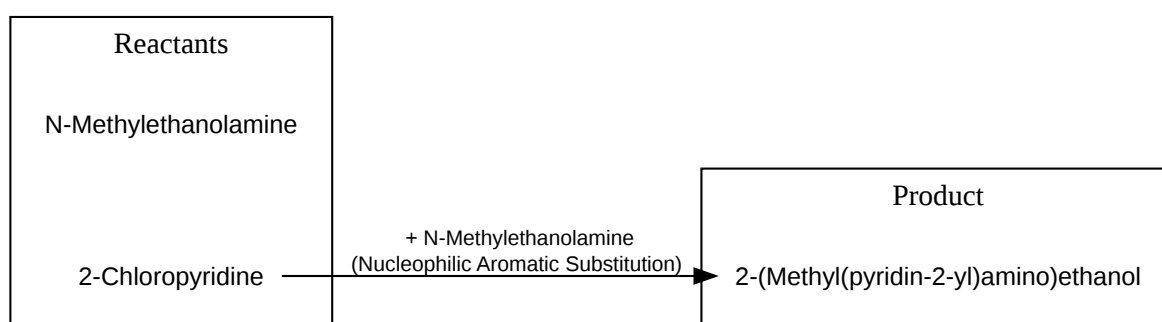 Reactants
N-Methylethanolamine
2-Chloropyridine
+ N-Methylethanolamine
(Nucleophilic Aromatic Substitution)
Product
2-(Methyl(pyridin-2-yl)amino)ethanol